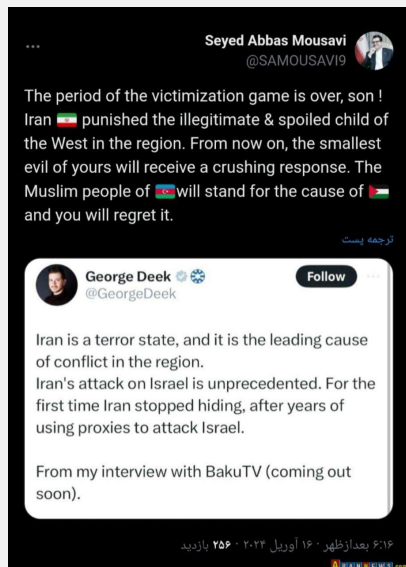 Seyed Abbas Mousavi
@SAMOUSAVI9
The period of the victimization game is over, son !
Iran 🇮🇷 punished the illegitimate & spoiled child of
the West in the region. From now on, the smallest
evil of yours will receive a crushing response. The
Muslim people of 🇦🇿 will stand for the cause of 🇵🇸
and you will regret it.
ترجمه پست
George Deek
@GeorgeDeek
Follow
Iran is a terror state, and it is the leading cause
of conflict in the region.
Iran's attack on Israel is unprecedented. For the
first time Iran stopped hiding, after years of
using proxies to attack Israel.
From my interview with BakuTV (coming out
soon).
۶:۱۶ بعدازظهر · ۱۶ آوریل ۲۰۲۴ · ۲۵۶ بازدید
ARANNEWS.com